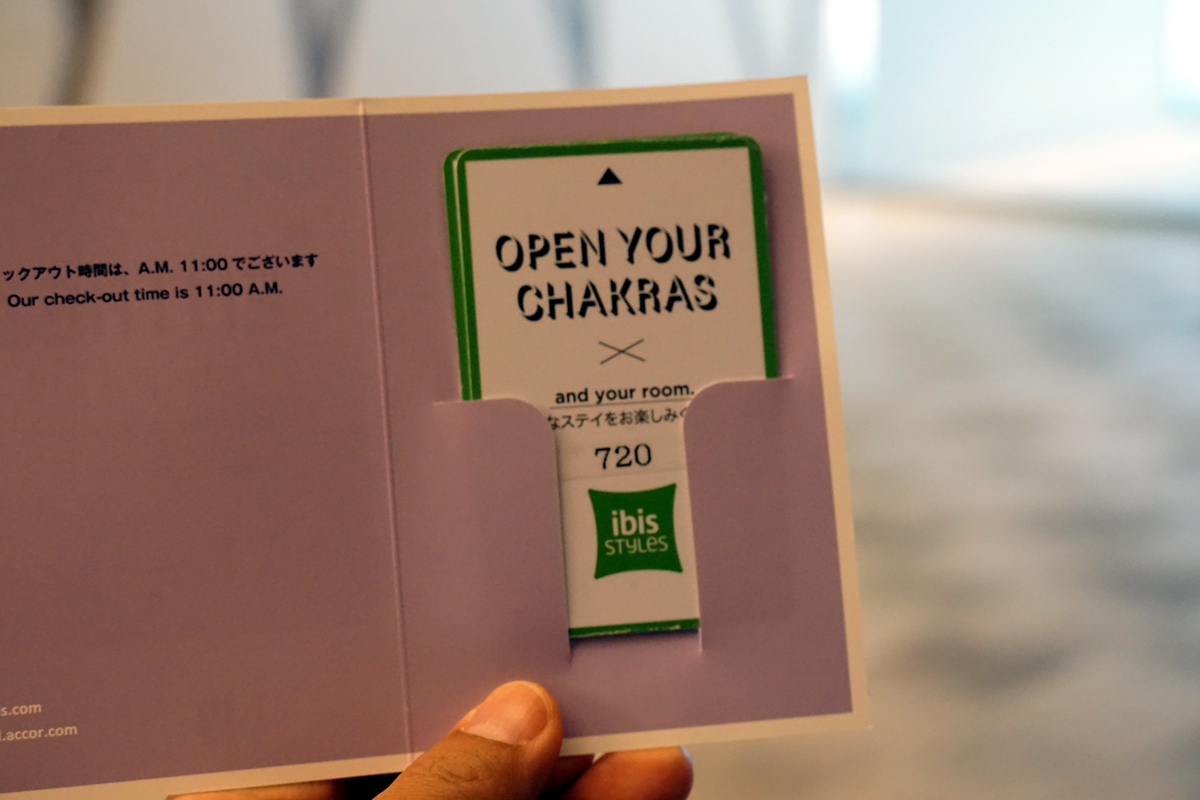 ックアウト時間は、A.M. 11:00 でございます
Our check-out time is 11:00 A.M.
s.com
.accor.com
OPEN YOUR
CHAKRAS
and your room.
なステイをお楽しみく
720
ibis
STYLES